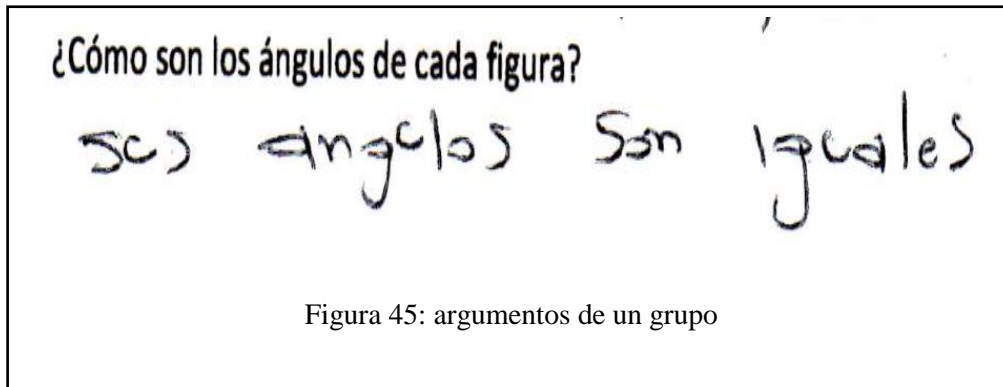 ¿Cómo son los ángulos de cada figura?
sus angulos son iguales
Figura 45: argumentos de un grupo